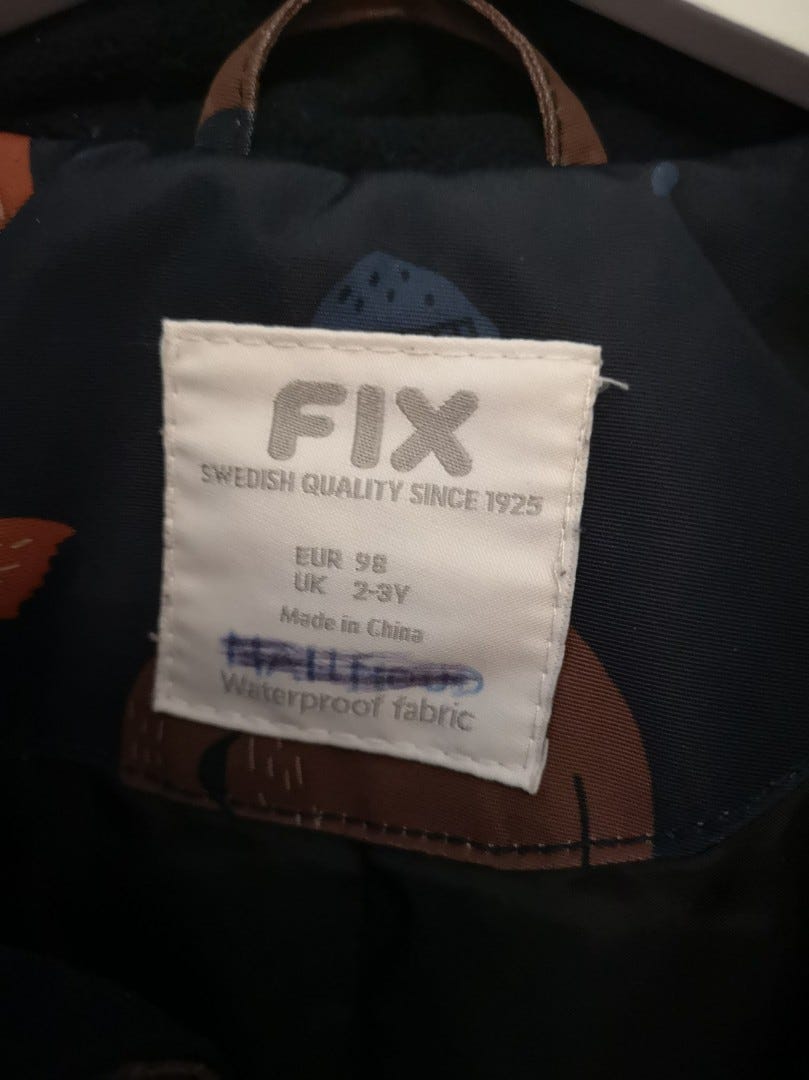 FIX
SWEDISH QUALITY SINCE 1925
EUR 98
UK 2-3Y
Made in China
Waterproof fabric